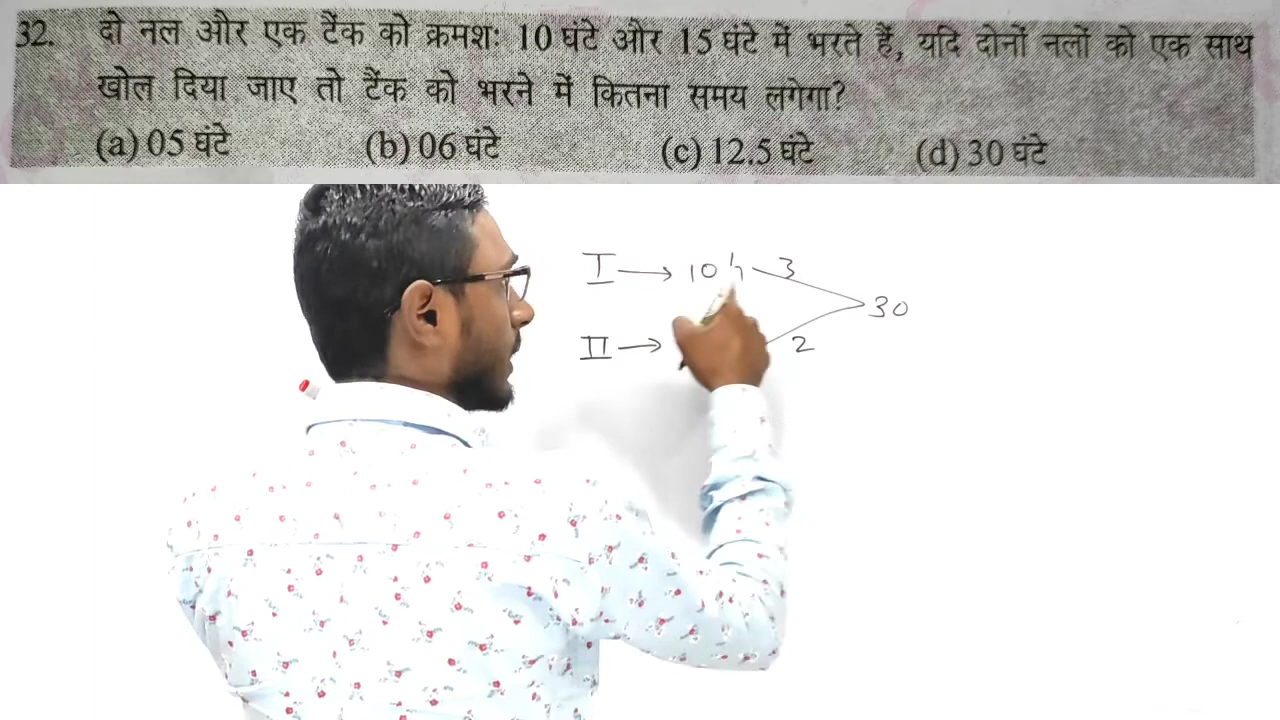 32. दो नल और एक टैंक को क्रमशः 10 घंटे और 15 घंटे में भरते हैं, यदि दोनों नलों को एक साथ
खोल दिया जाए तो टैंक को भरने में कितना समय लगेगा?
(a) 05 घंटे (b) 06 घंटे (c) 12.5 घंटे (d) 30 घंटे
I → 10 h 3
30
II → 2